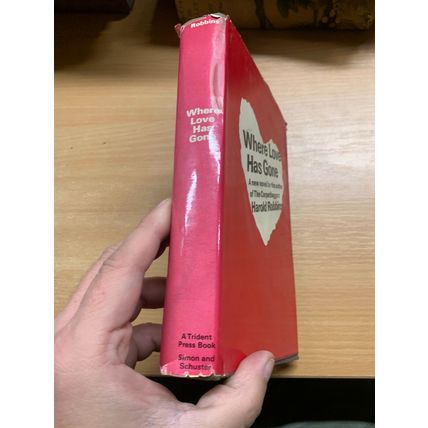 Robbins
Where
Love
Has
Gone
A Trident
Press Book
Simon and
Schuster
Where Love
Has Gone
A new novel by the author
of The Carpetbaggers
Harold Robbins